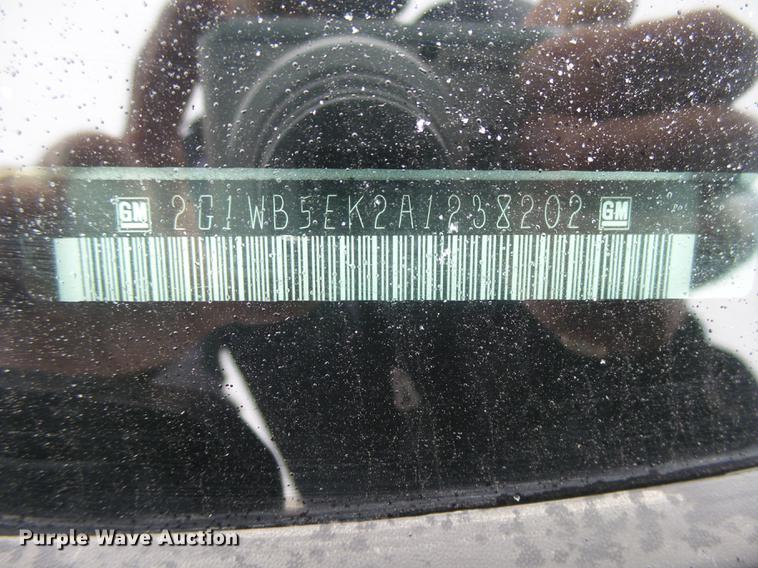 GM 2G1WB5EK2A1238202 GM
Purple Wave Auction